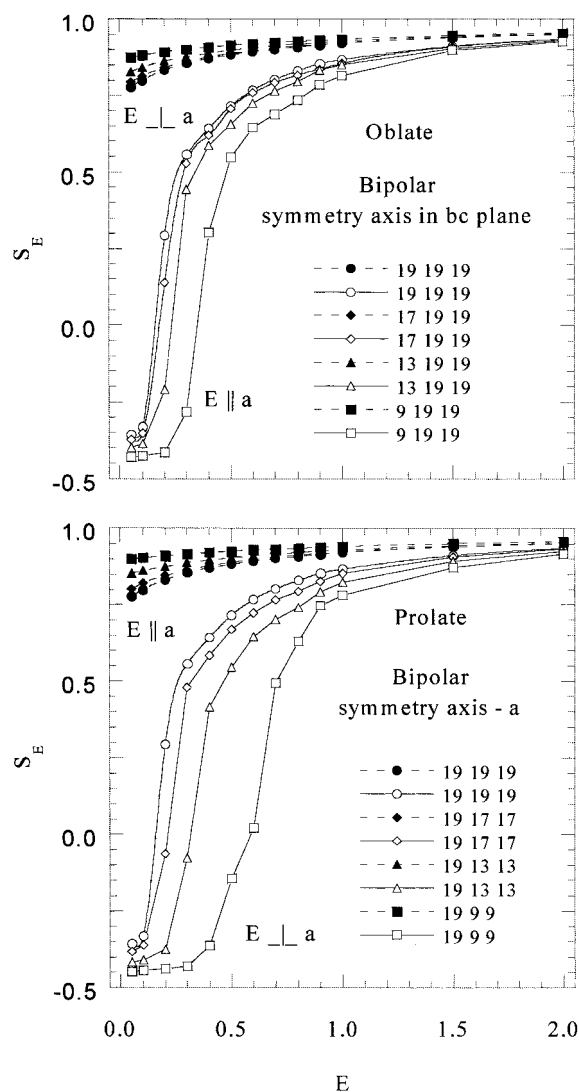 1.0
E _|_ a
Oblate
0.5
Bipolar
symmetry axis in bc plane
S_E
19 19 19
19 19 19
17 19 19
0.0
17 19 19
13 19 19
E || a
13 19 19
9 19 19
9 19 19
-0.5
1.0
E || a
Prolate
0.5
Bipolar
symmetry axis - a
S_E
19 19 19
19 19 19
0.0
19 17 17
19 17 17
19 13 13
19 13 13
E _|_ a
19 9 9
19 9 9
-0.5
0.0 0.5 1.0 1.5 2.0
E